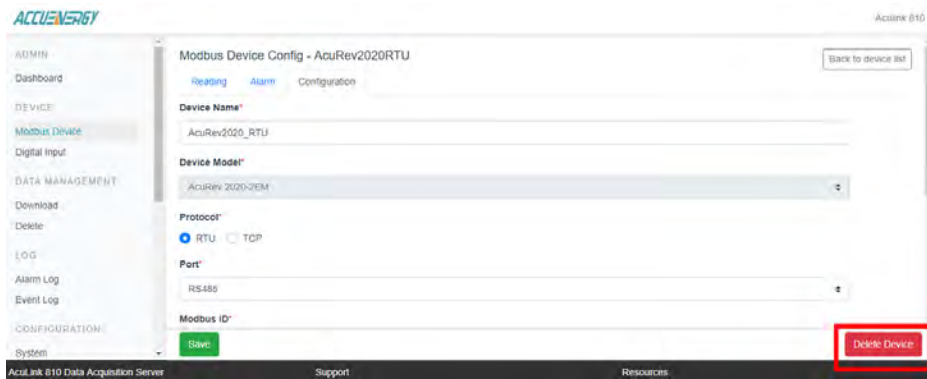 ACCUENERGY
Aculink 810
ADMIN
Dashboard
DEVICE
Modbus Device
Digital Input
DATA MANAGEMENT
Download
Delete
LOG
Alarm Log
Event Log
CONFIGURATION
System
Modbus Device Config - AcuRev2020RTU
Back to device list
Reading Alarm Configuration
Device Name*
AcuRev2020_RTU
Device Model*
AcuRev 2020-2EM
Protocol*
RTU TCP
Port*
RS485
Modbus ID*
Save
Delete Device
AcuLink 810 Data Acquisition Server Support Resources